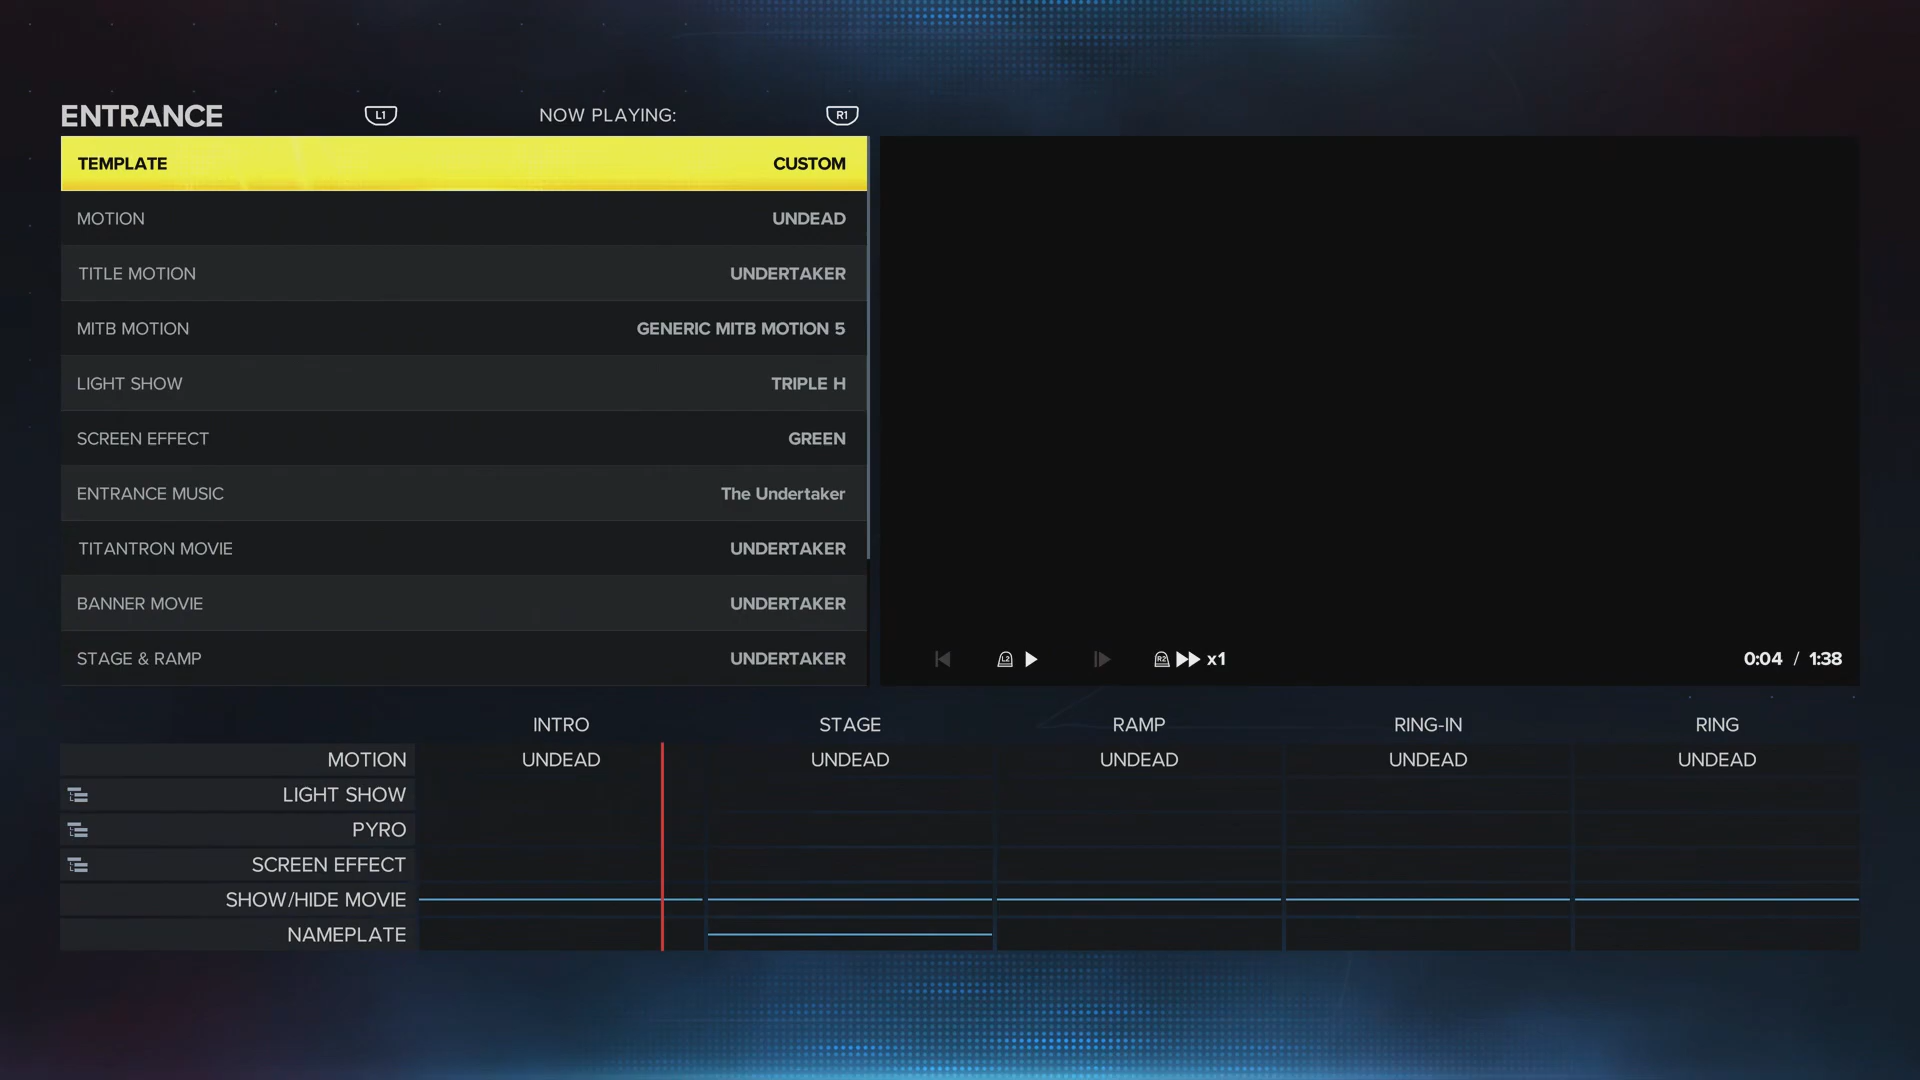 ENTRANCE L1 NOW PLAYING: R1
TEMPLATE CUSTOM
MOTION UNDEAD
TITLE MOTION UNDERTAKER
MITB MOTION GENERIC MITB MOTION 5
LIGHT SHOW TRIPLE H
SCREEN EFFECT GREEN
ENTRANCE MUSIC The Undertaker
TITANTRON MOVIE UNDERTAKER
BANNER MOVIE UNDERTAKER
STAGE & RAMP UNDERTAKER
L2 R2 x1 0:04 / 1:38
INTRO STAGE RAMP RING-IN RING
MOTION UNDEAD UNDEAD UNDEAD UNDEAD UNDEAD
LIGHT SHOW
PYRO
SCREEN EFFECT
SHOW/HIDE MOVIE
NAMEPLATE